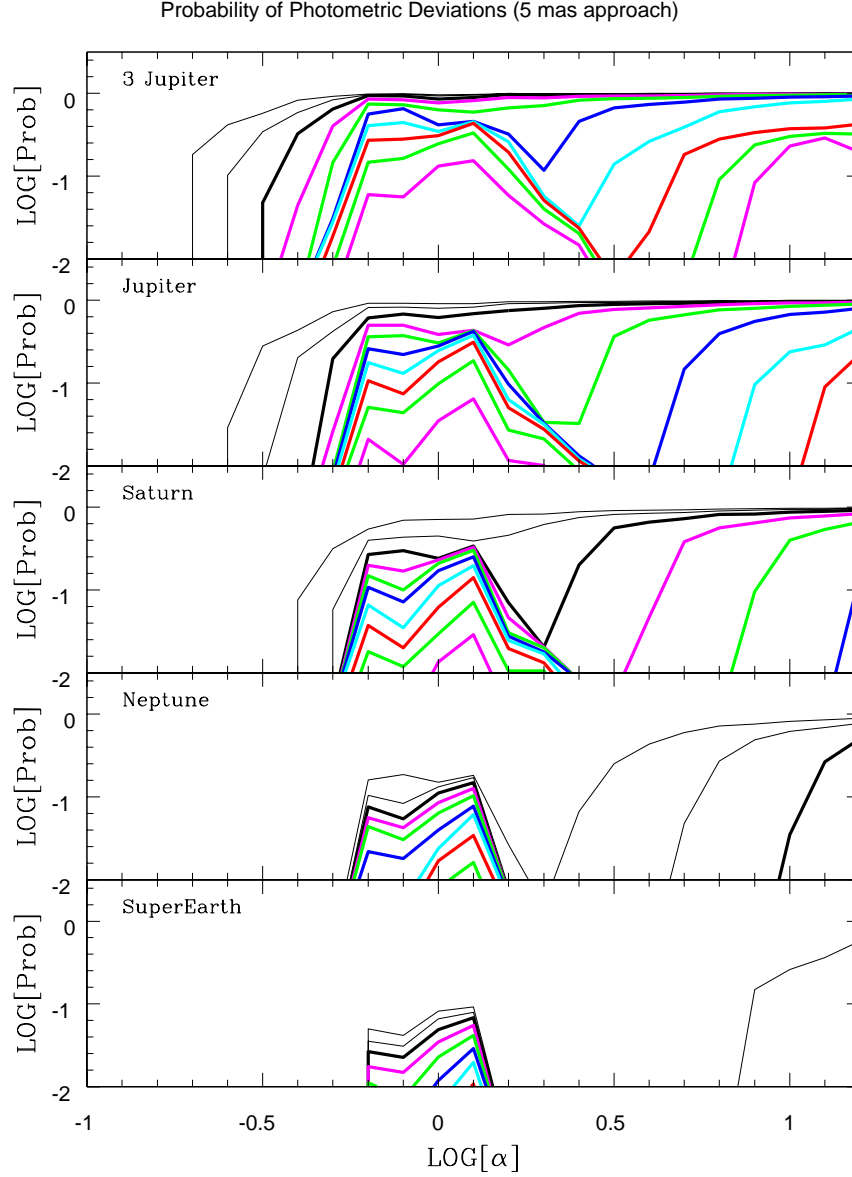 Probability of Photometric Deviations (5 mas approach)
3 Jupiter
0
-1
-2
LOG[Prob]
Jupiter
0
-1
-2
LOG[Prob]
Saturn
0
-1
-2
LOG[Prob]
Neptune
0
-1
-2
LOG[Prob]
SuperEarth
0
-1
-2
LOG[Prob]
-1 -0.5 0 0.5 1
LOG[α]